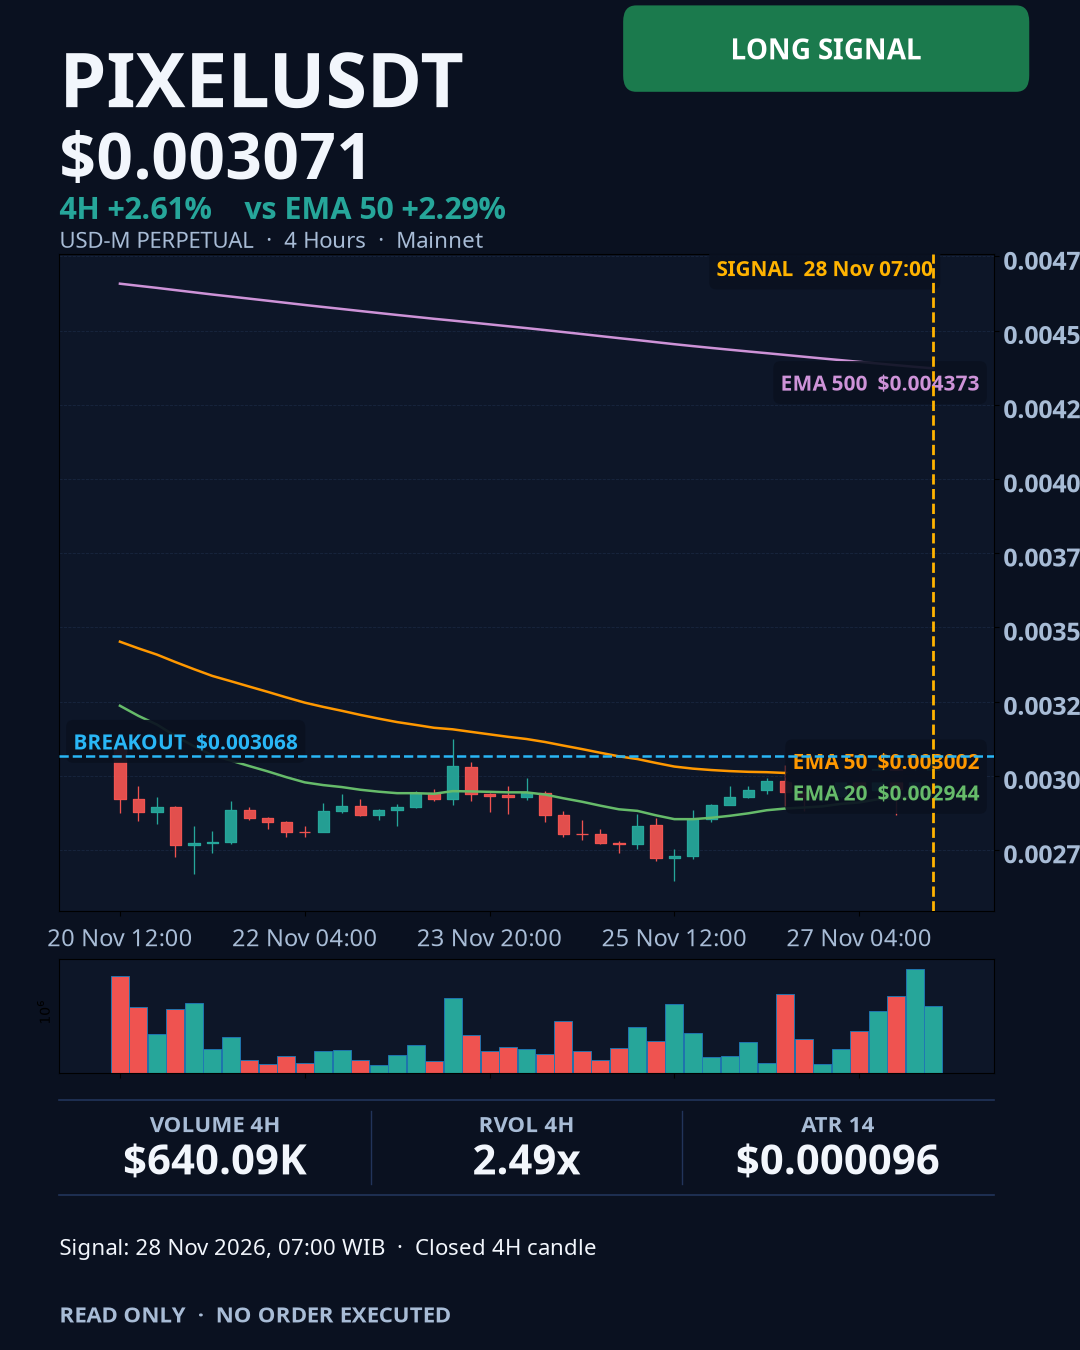 LONG SIGNAL
PIXELUSDT
$0.003071
4H +2.61% vs EMA 50 +2.29%
USD-M PERPETUAL · 4 Hours · Mainnet
SIGNAL 28 Nov 07:00
0.0047
0.0045
EMA 500 $0.004373
0.0042
0.0040
0.0037
0.0035
0.0032
BREAKOUT $0.003068
EMA 50 $0.003002
0.0030
EMA 20 $0.002944
0.0027
20 Nov 12:00 22 Nov 04:00 23 Nov 20:00 25 Nov 12:00 27 Nov 04:00
10⁶
VOLUME 4H RVOL 4H ATR 14
$640.09K 2.49x $0.000096
Signal: 28 Nov 2026, 07:00 WIB · Closed 4H candle
READ ONLY · NO ORDER EXECUTED